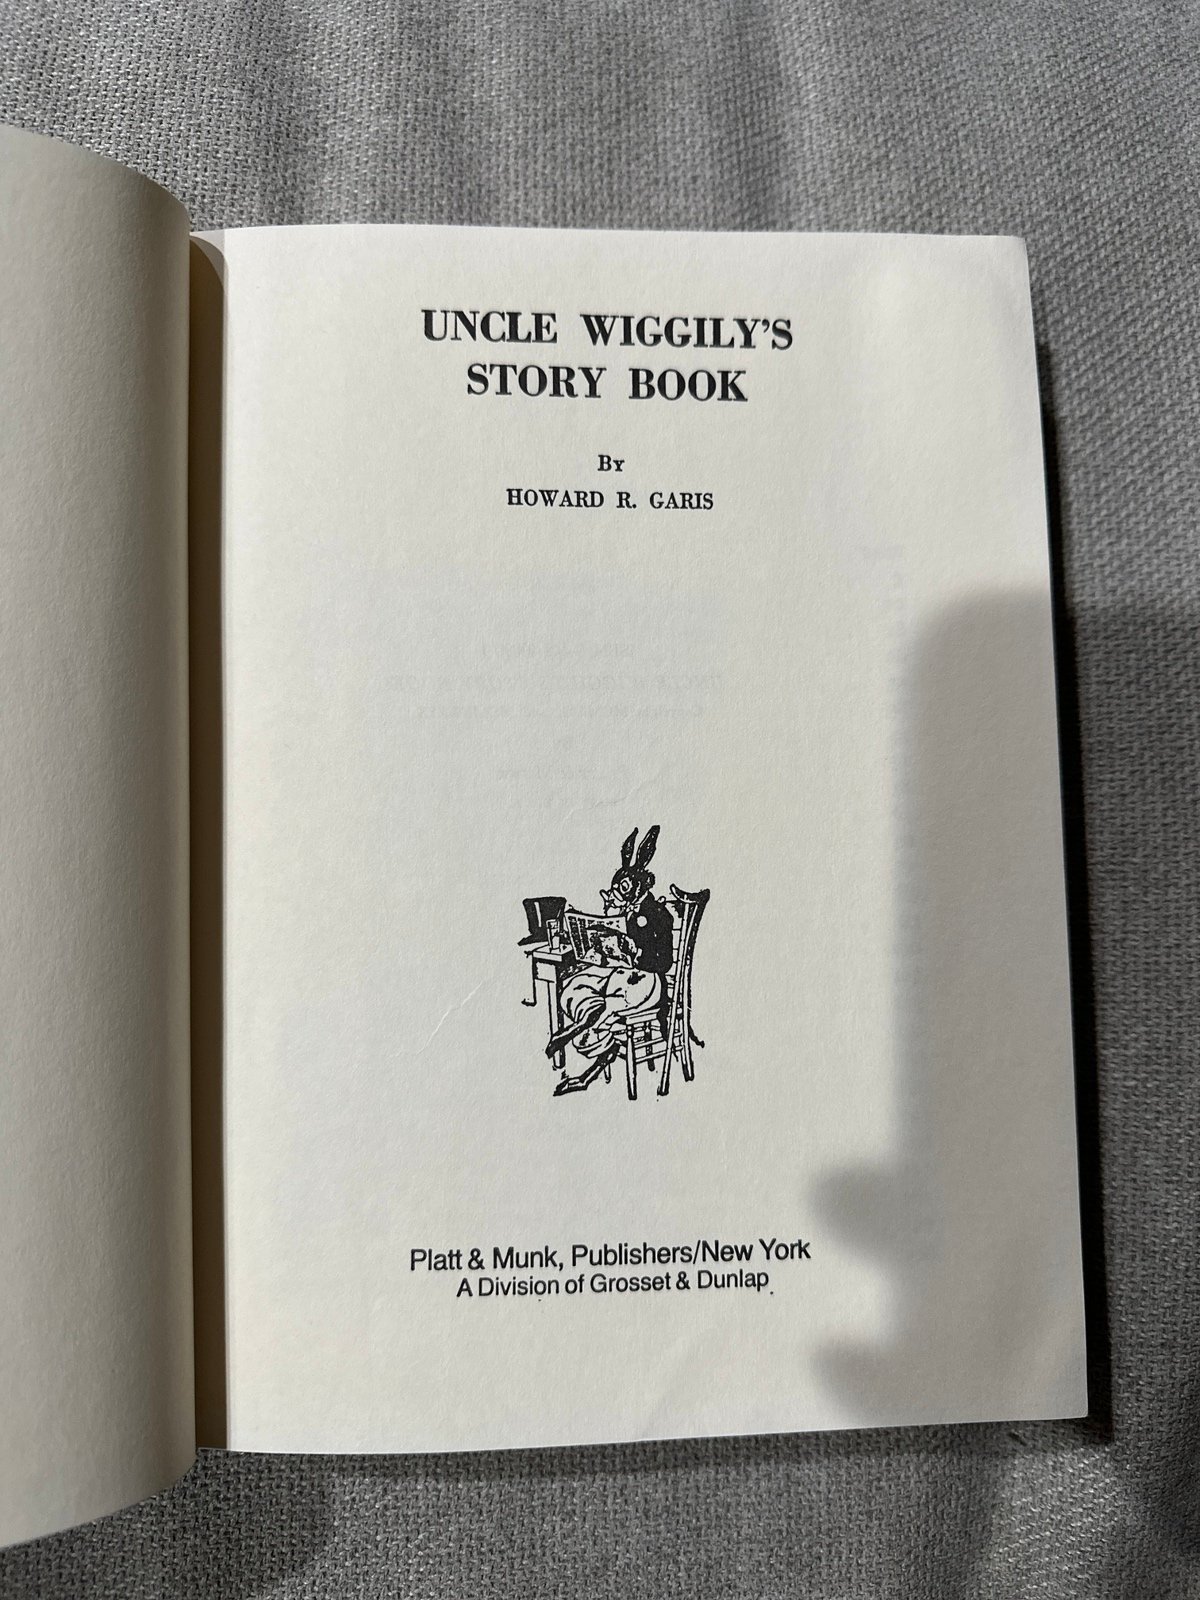 UNCLE WIGGILY'S
STORY BOOK
By
HOWARD R. GARIS
Platt & Munk, Publishers/New York
A Division of Grosset & Dunlap